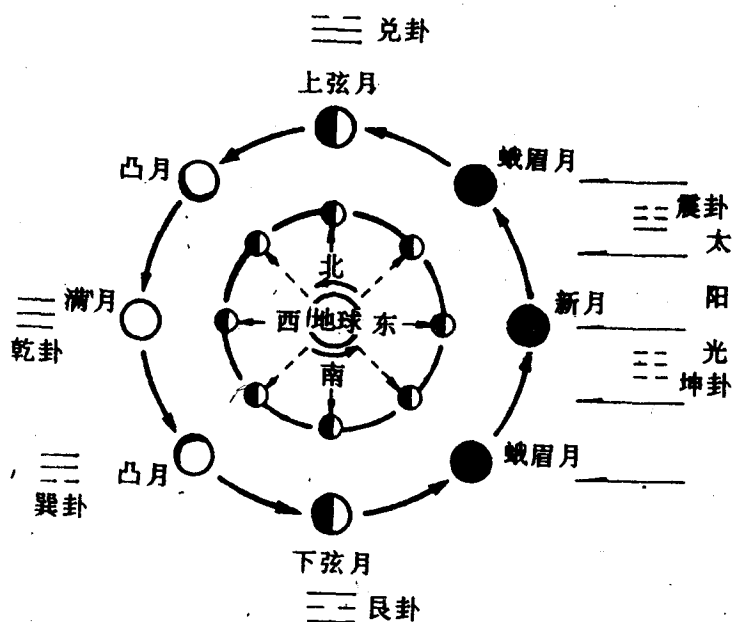 兑卦
上弦月
蛾眉月
凸月
震卦
太
阳
光
北
满月
西
地球
东
新月
乾卦
南
坤卦
凸月
蛾眉月
巽卦
下弦月
艮卦